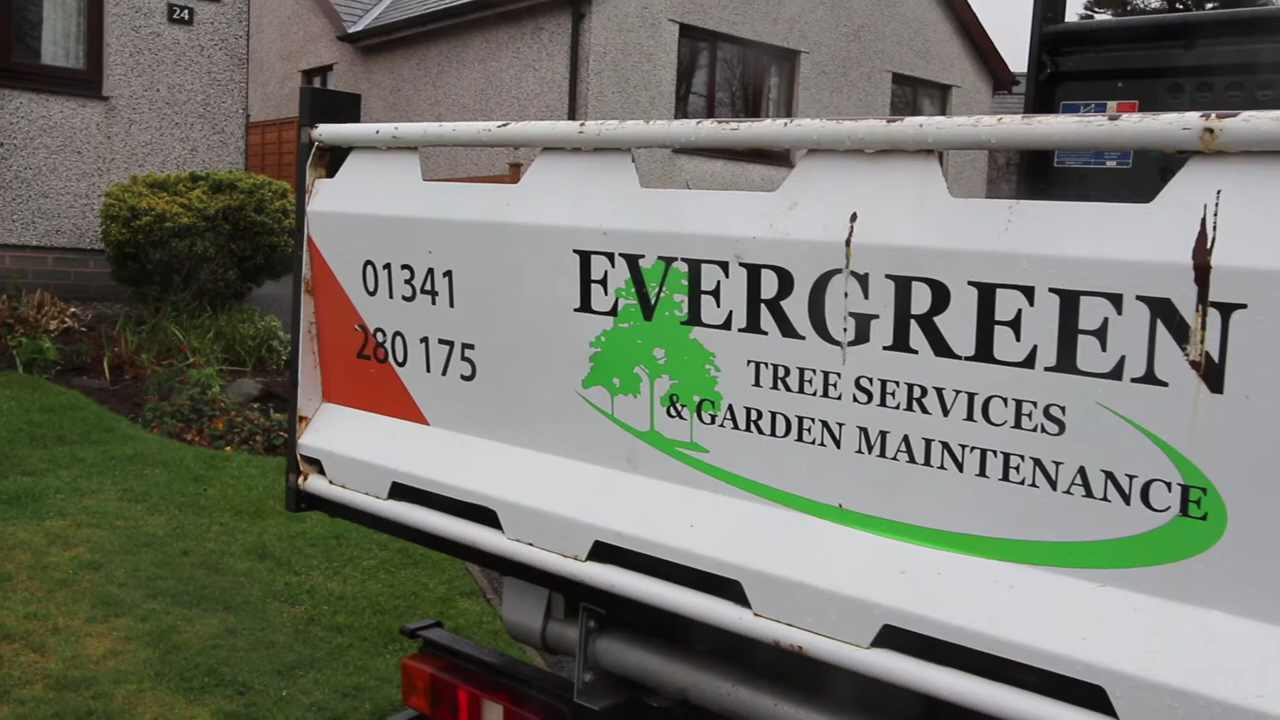 24
01341
280 175
EVERGREEN
TREE SERVICES
& GARDEN MAINTENANCE